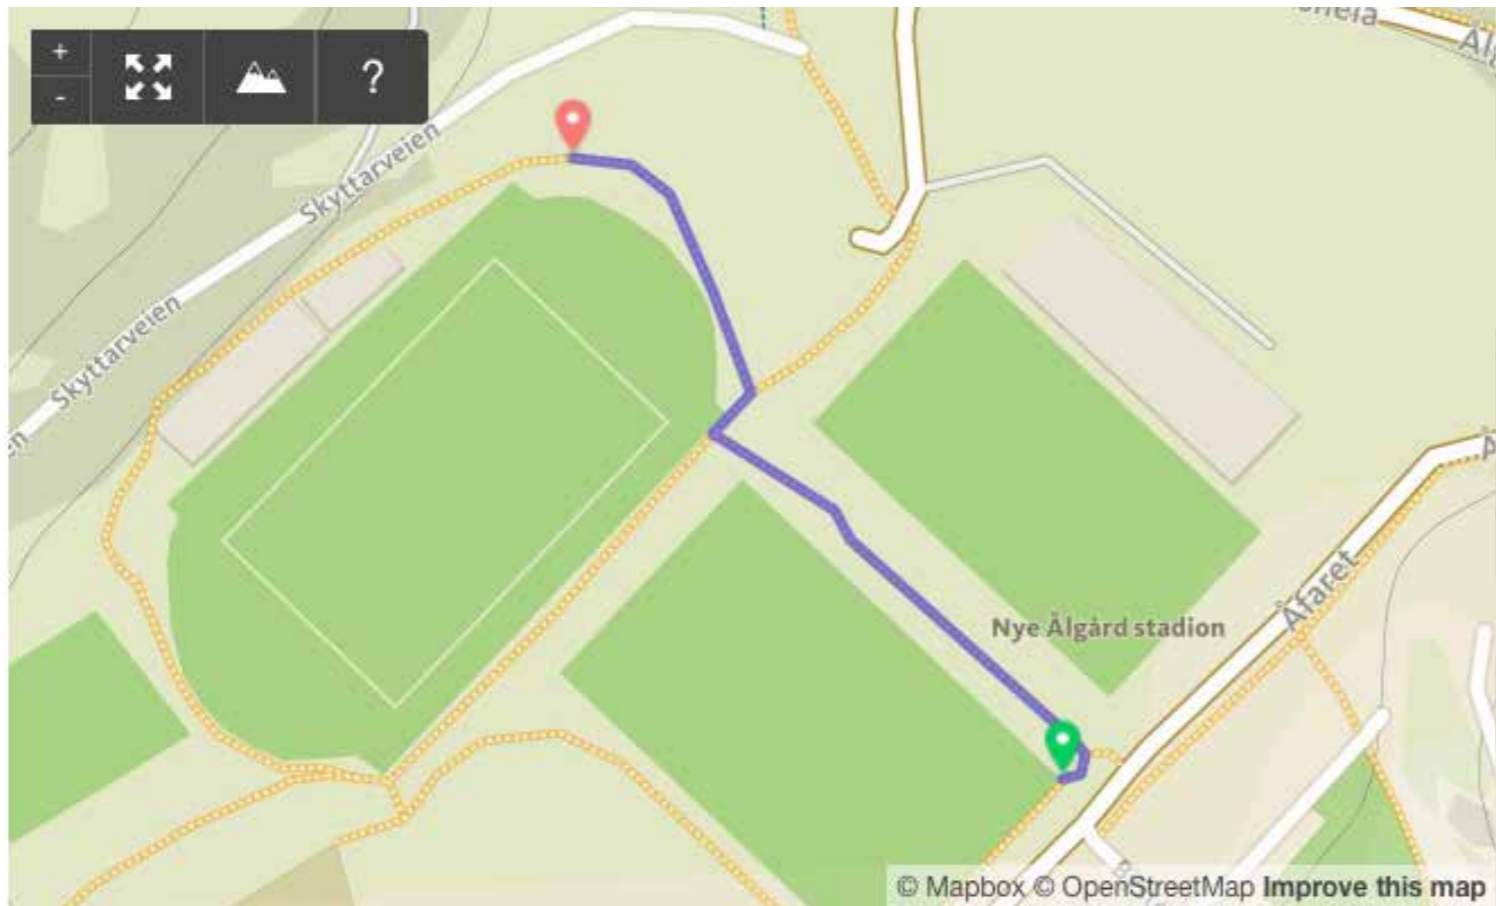 +
-
?
Skyttarveien
Skyttarveien
Åfaret
Nye Ålgård stadion
© Mapbox © OpenStreetMap Improve this map